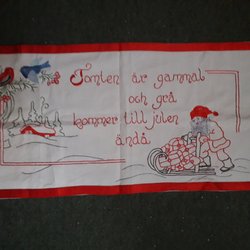 Tomten är gammal
och grå
kommer till julen
ändå